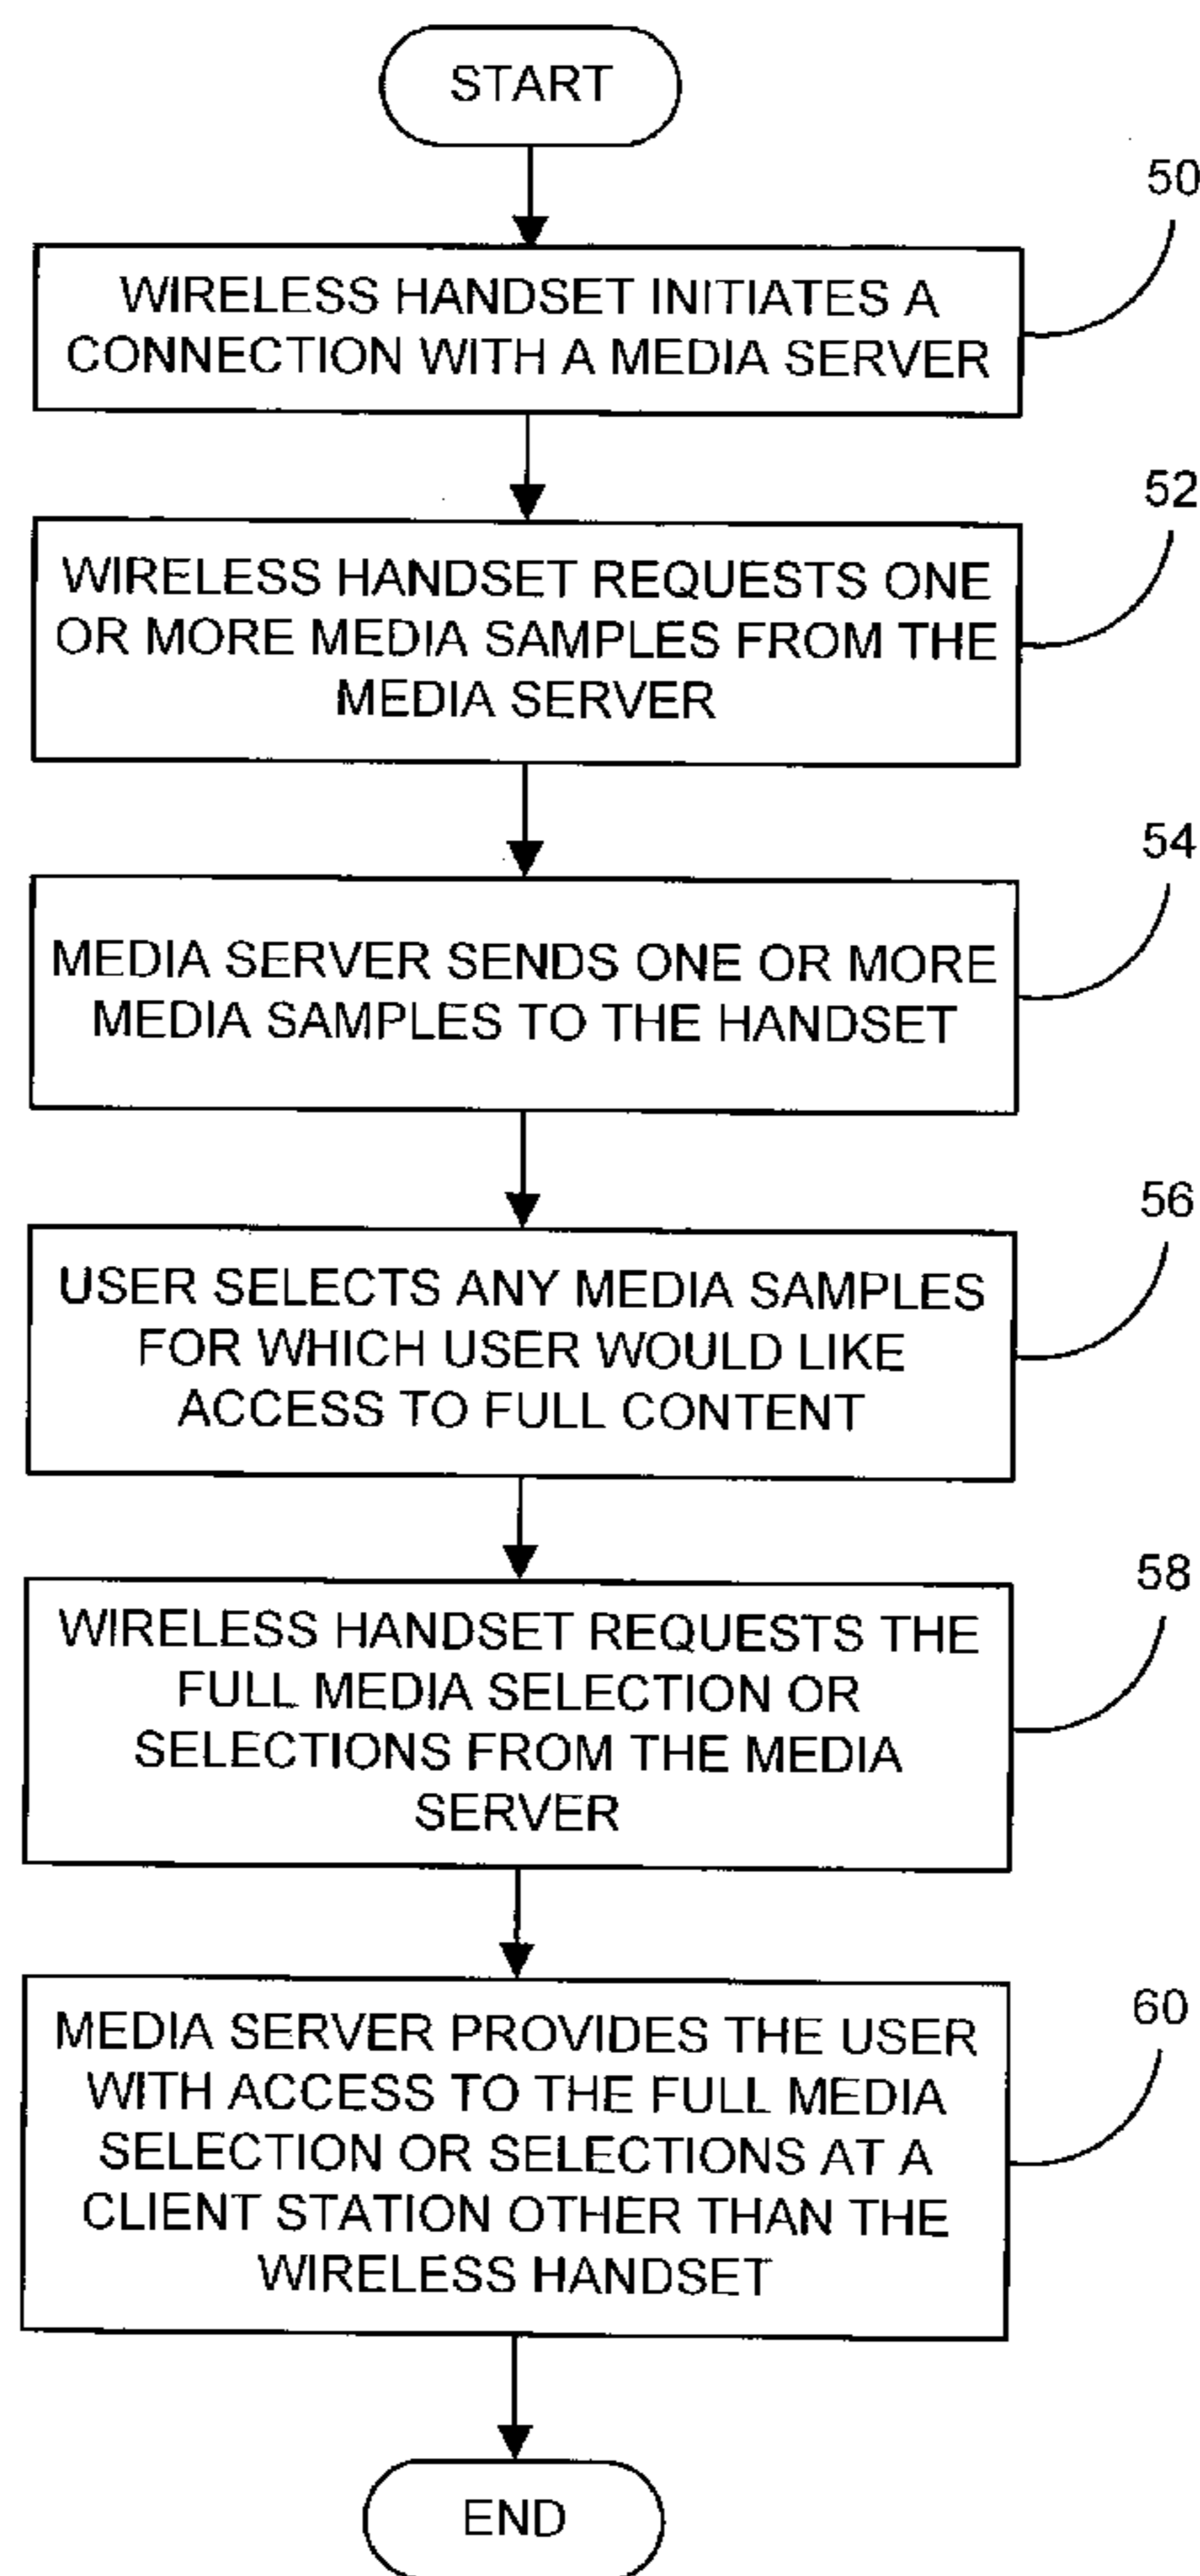 START
50
WIRELESS HANDSET INITIATES A
CONNECTION WITH A MEDIA SERVER
52
WIRELESS HANDSET REQUESTS ONE
OR MORE MEDIA SAMPLES FROM THE
MEDIA SERVER
54
MEDIA SERVER SENDS ONE OR MORE
MEDIA SAMPLES TO THE HANDSET
56
USER SELECTS ANY MEDIA SAMPLES
FOR WHICH USER WOULD LIKE
ACCESS TO FULL CONTENT
58
WIRELESS HANDSET REQUESTS THE
FULL MEDIA SELECTION OR
SELECTIONS FROM THE MEDIA
SERVER
60
MEDIA SERVER PROVIDES THE USER
WITH ACCESS TO THE FULL MEDIA
SELECTION OR SELECTIONS AT A
CLIENT STATION OTHER THAN THE
WIRELESS HANDSET
END